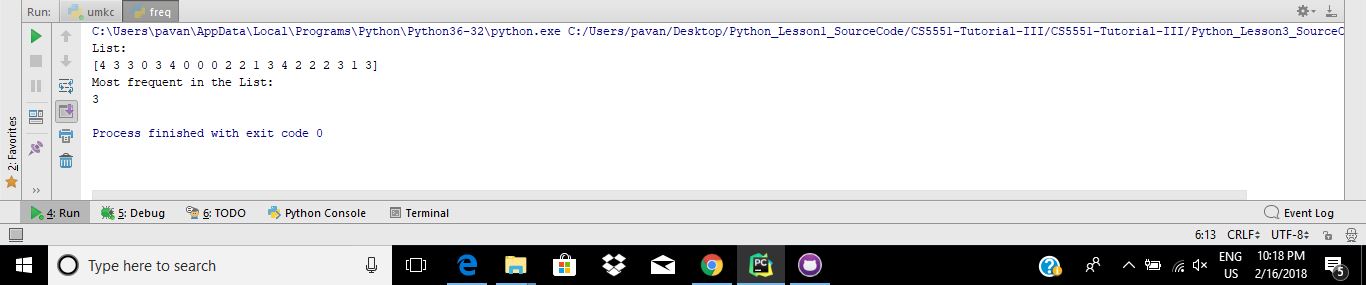 Run: umkc freq
C:\Users\pavan\AppData\Local\Programs\Python\Python36-32\python.exe C:/Users/pavan/Desktop/Python_Lesson1_SourceCode/CS5551-Tutorial-III/CS5551-Tutorial-III/Python_Lesson3_SourceC
List:
[4 3 3 0 3 4 0 0 0 2 2 1 3 4 2 2 2 3 1 3]
Most frequent in the List:
3
Process finished with exit code 0
2: Favorites
>>
4: Run 5: Debug 6: TODO Python Console Terminal Event Log
6:13 CRLF UTF-8
Type here to search
PC
ENG 10:18 PM
US 2/16/2018
5